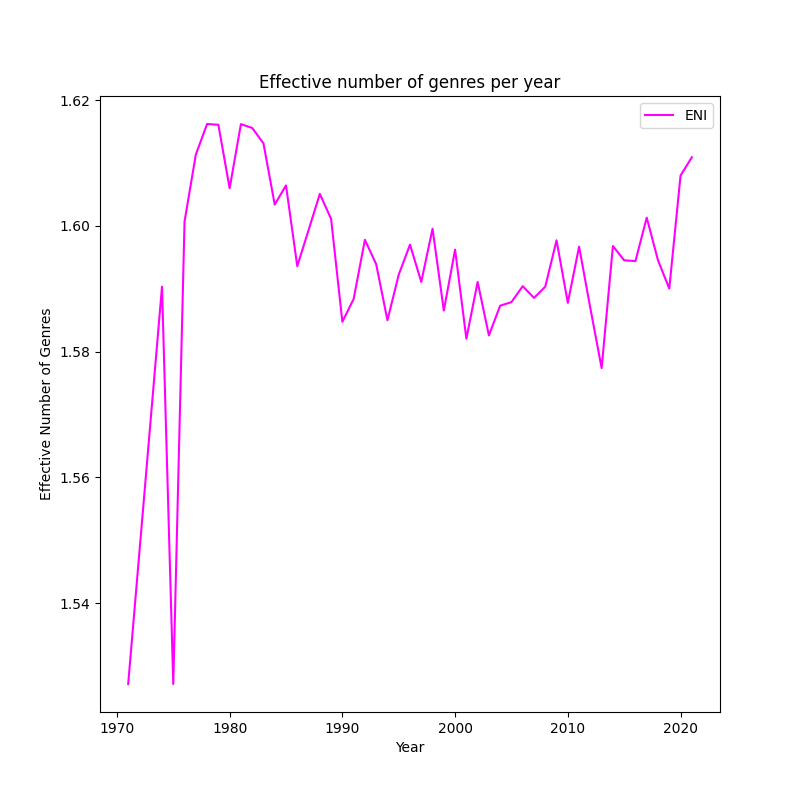 Effective number of genres per year
ENI
1.62
1.60
1.58
1.56
1.54
Effective Number of Genres
1970 1980 1990 2000 2010 2020
Year